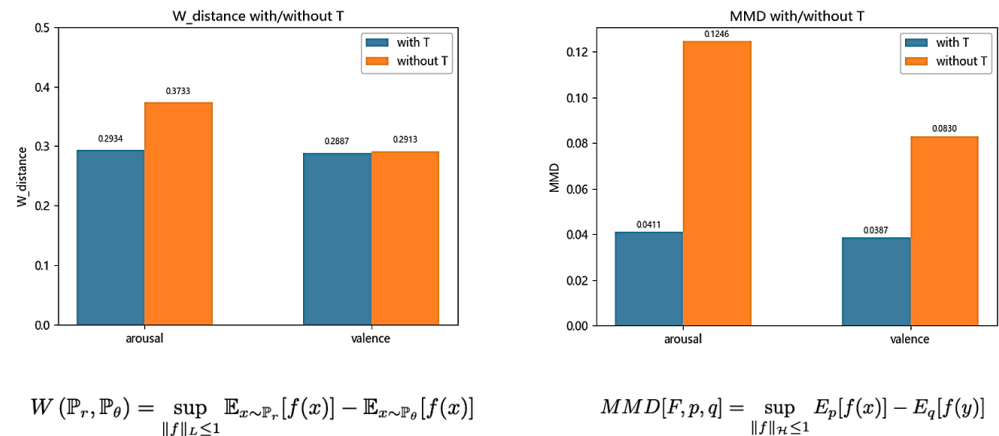 W_distance with/without T
0.5
0.4
0.3
0.2
0.1
0.0
W_distance
with T
without T
0.2934
0.3733
0.2887
0.2913
arousal
valence
MMD with/without T
0.12
0.10
0.08
0.06
0.04
0.02
0.00
MMD
with T
without T
0.0411
0.1246
0.0387
0.0830
arousal
valence
W (ℙ_r, ℙ_θ) = sup_{‖f‖_L≤1} 𝔼_{x∼ℙ_r}[f(x)] − 𝔼_{x∼ℙ_θ}[f(x)]
MMD[F, p, q] = sup_{‖f‖_ℋ≤1} E_p[f(x)] − E_q[f(y)]